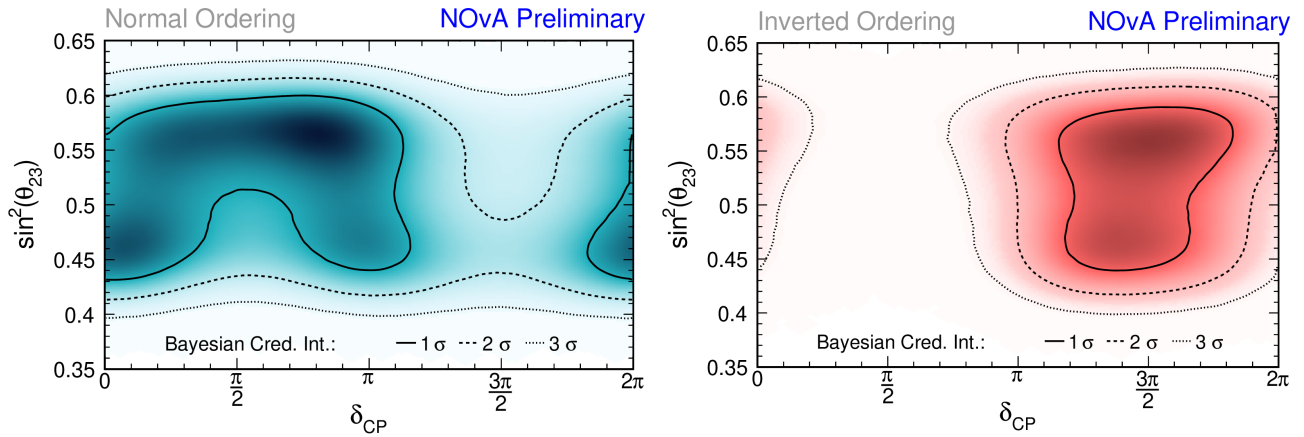 Normal Ordering NOvA Preliminary
0.65
0.6
0.55
0.5
0.45
0.4
0.35
sin²(θ₂₃)
Bayesian Cred. Int.: 1 σ 2 σ 3 σ
0 π/2 π 3π/2 2π
δCP
Inverted Ordering NOvA Preliminary
0.65
0.6
0.55
0.5
0.45
0.4
0.35
sin²(θ₂₃)
Bayesian Cred. Int.: 1 σ 2 σ 3 σ
0 π/2 π 3π/2 2π
δCP